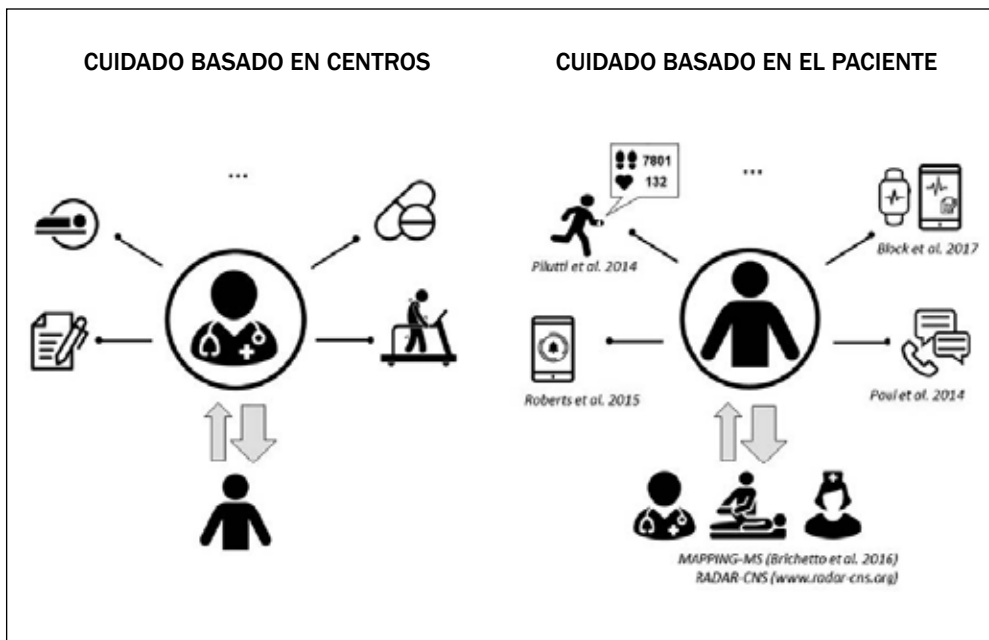 CUIDADO BASADO EN CENTROS
...
CUIDADO BASADO EN EL PACIENTE
7801
132
...
Pilutti et al. 2014
Block et al. 2017
Roberts et al. 2015
Paul et al. 2014
MAPPING-MS (Brichetto et al. 2016)
RADAR-CNS (www.radar-cns.org)